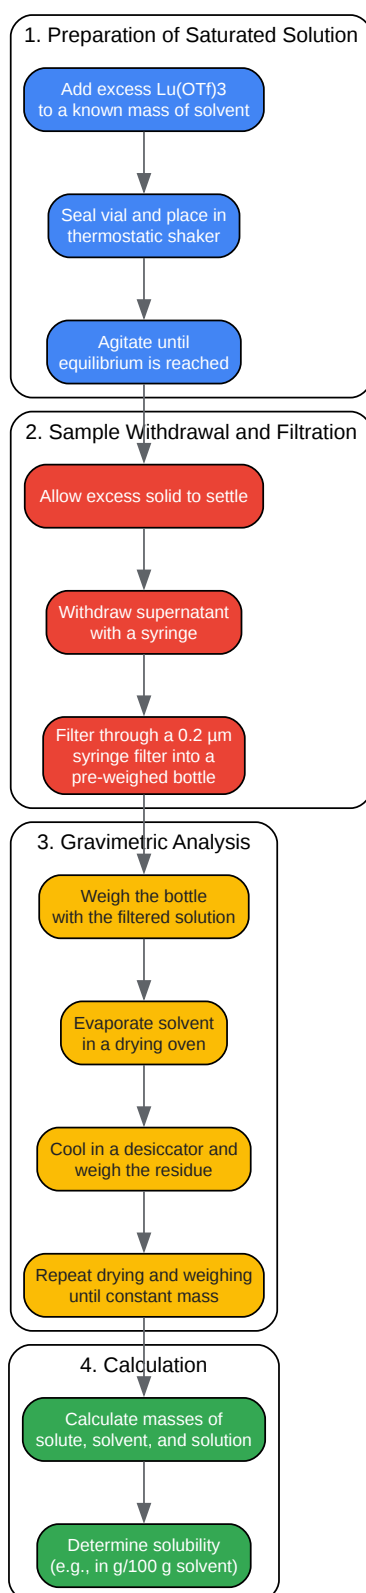 1. Preparation of Saturated Solution
Add excess Lu(OTf)3
to a known mass of solvent
Seal vial and place in
thermostatic shaker
Agitate until
equilibrium is reached
2. Sample Withdrawal and Filtration
Allow excess solid to settle
Withdraw supernatant
with a syringe
Filter through a 0.2 µm
syringe filter into a
pre-weighed bottle
3. Gravimetric Analysis
Weigh the bottle
with the filtered solution
Evaporate solvent
in a drying oven
Cool in a desiccator and
weigh the residue
Repeat drying and weighing
until constant mass
4. Calculation
Calculate masses of
solute, solvent, and solution
Determine solubility
(e.g., in g/100 g solvent)